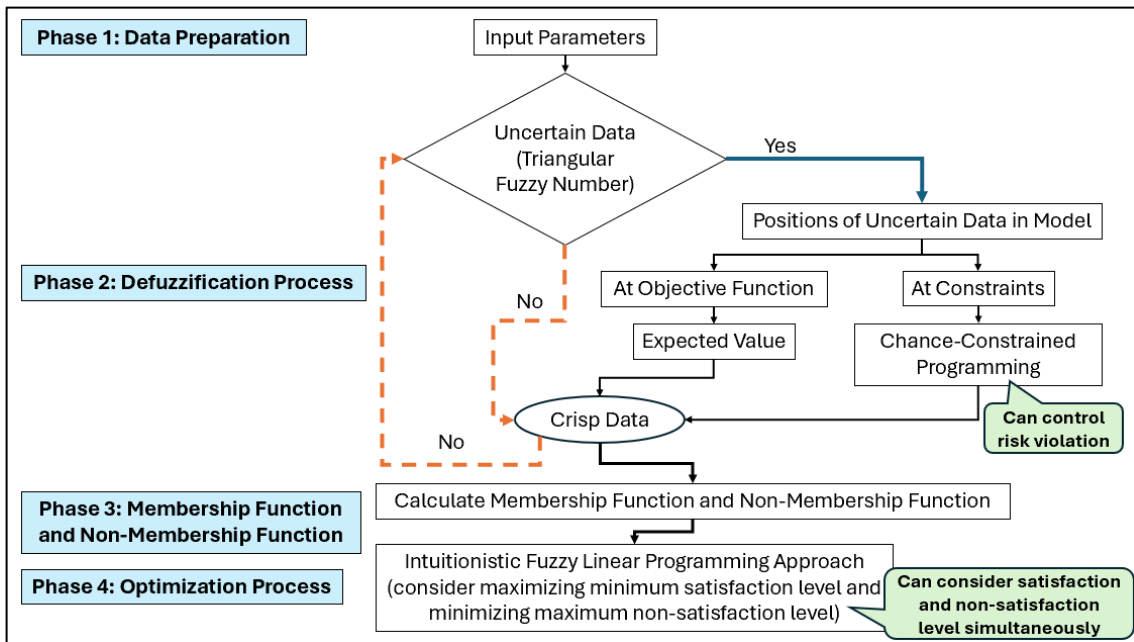 Phase 1: Data Preparation
Input Parameters
Uncertain Data
(Triangular
Fuzzy Number)
Yes
Positions of Uncertain Data in Model
Phase 2: Defuzzification Process
No
At Objective Function
At Constraints
Expected Value
Chance-Constrained
Programming
Crisp Data
Can control
risk violation
No
Phase 3: Membership Function
and Non-Membership Function
Calculate Membership Function and Non-Membership Function
Phase 4: Optimization Process
Intuitionistic Fuzzy Linear Programming Approach
(consider maximizing minimum satisfaction level and
minimizing maximum non-satisfaction level)
Can consider satisfaction
and non-satisfaction
level simultaneously